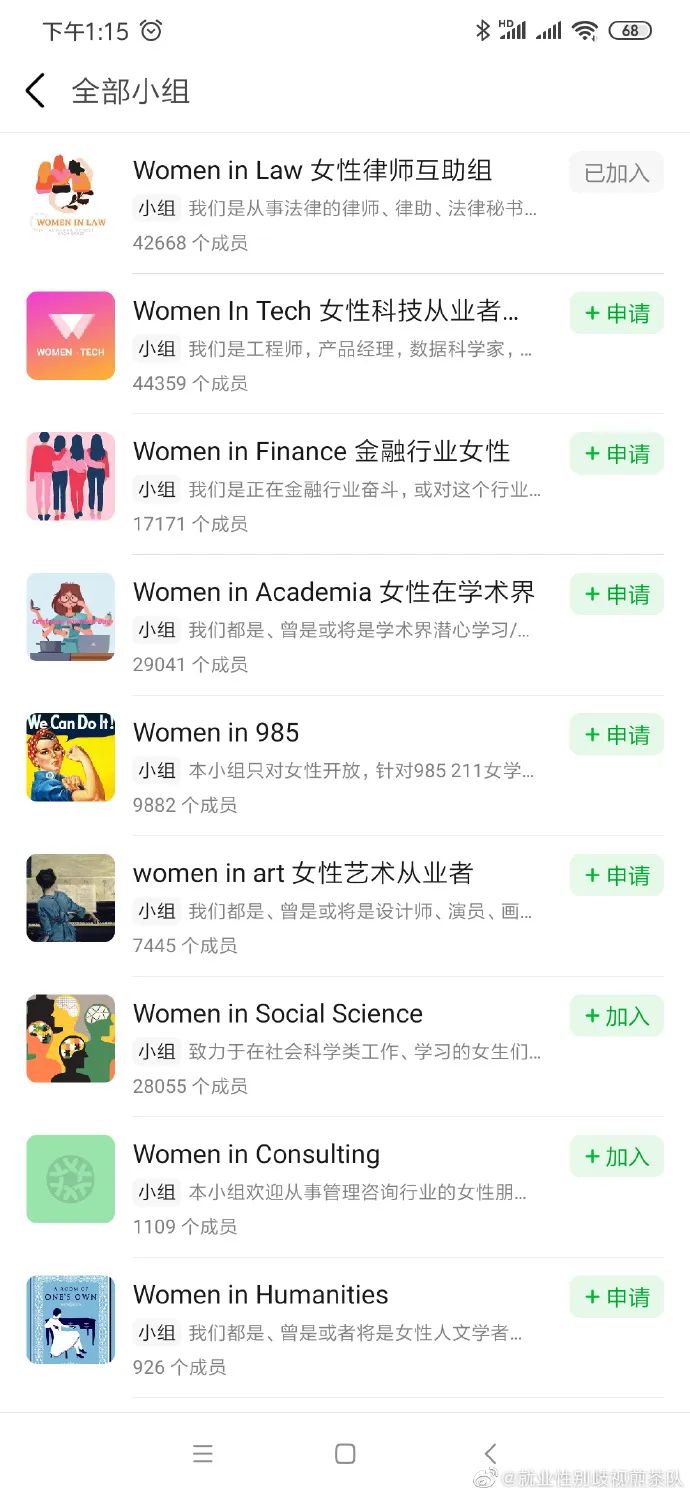 下午1:15
HD
68
全部小组
WOMEN IN LAW
Women in Law 女性律师互助组
已加入
小组 我们是从事法律的律师、律助、法律秘书...
42668 个成员
WOMEN · TECH
Women In Tech 女性科技从业者...
+ 申请
小组 我们是工程师，产品经理，数据科学家，...
44359 个成员
Women in Finance 金融行业女性
+ 申请
小组 我们是正在金融行业奋斗，或对这个行业...
17171 个成员
Women in Academia 女性在学术界
+ 申请
小组 我们都是、曾是或将是学术界潜心学习/...
29041 个成员
We Can Do It!
Women in 985
+ 申请
小组 本小组只对女性开放，针对985 211女学...
9882 个成员
women in art 女性艺术从业者
+ 申请
小组 我们都是、曾是或将是设计师、演员、画...
7445 个成员
Women in Social Science
+ 加入
小组 致力于在社会科学类工作、学习的女生们...
28055 个成员
Women in Consulting
+ 加入
小组 本小组欢迎从事管理咨询行业的女性朋...
1109 个成员
A ROOM OF
ONE'S OWN
Women in Humanities
+ 申请
小组 我们都是、曾是或者将是女性人文学者...
926 个成员
@就业性别歧视煎茶队